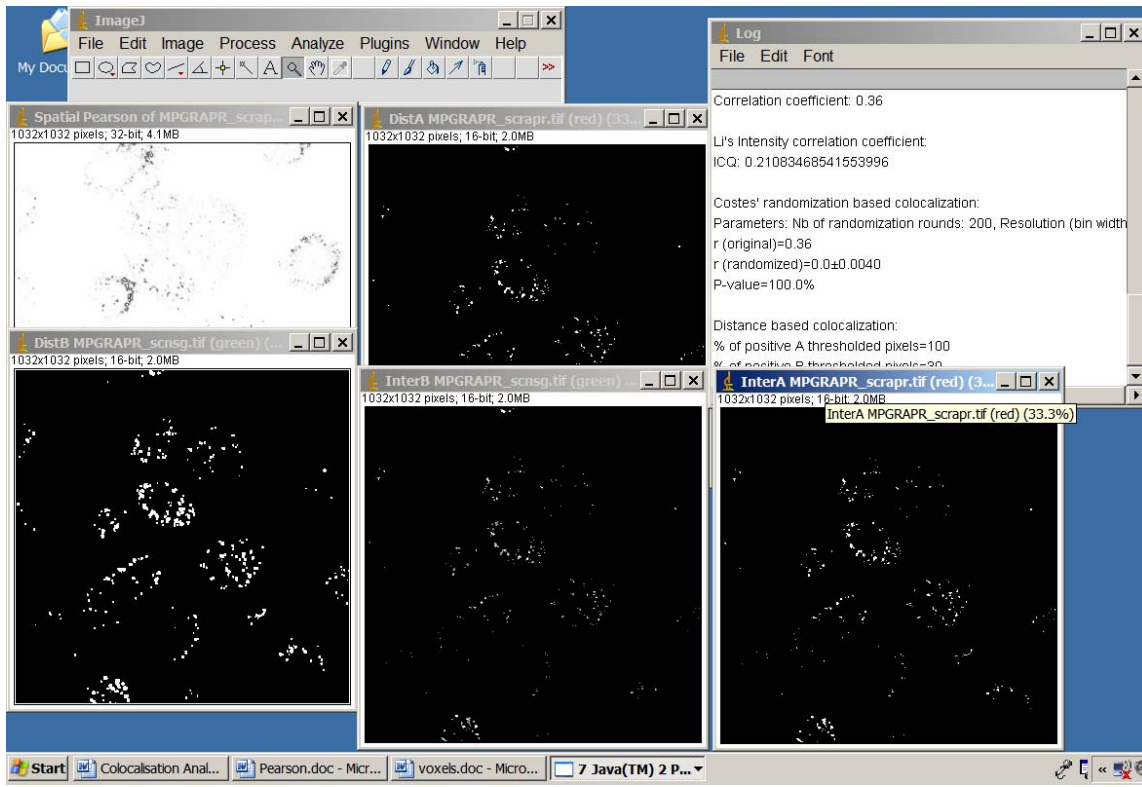 ImageJ
File Edit Image Process Analyze Plugins Window Help
My Docu
>>
Log
File Edit Font
Correlation coefficient: 0.36
Li's Intensity correlation coefficient:
ICQ: 0.21083468541553996
Costes' randomization based colocalization:
Parameters: Nb of randomization rounds: 200, Resolution (bin width
r (original)=0.36
r (randomized)=0.0±0.0040
P-value=100.0%
Distance based colocalization:
% of positive A thresholded pixels=100
% of positive B thresholded pixels=30
Spatial Pearson of MPGRAPR_scrap...
1032x1032 pixels; 32-bit; 4.1MB
DistA MPGRAPR_scrapr.tif (red) (33...
1032x1032 pixels; 16-bit; 2.0MB
DistB MPGRAPR_scnsg.tif (green) (...
1032x1032 pixels; 16-bit; 2.0MB
InterB MPGRAPR_scnsg.tif (green) ...
1032x1032 pixels; 16-bit; 2.0MB
InterA MPGRAPR_scrapr.tif (red) (3...
1032x1032 pixels; 16-bit; 2.0MB
InterA MPGRAPR_scrapr.tif (red) (33.3%)
Start
Colocalisation Anal...
Pearson.doc - Micr...
voxels.doc - Micro...
7 Java(TM) 2 P...
«